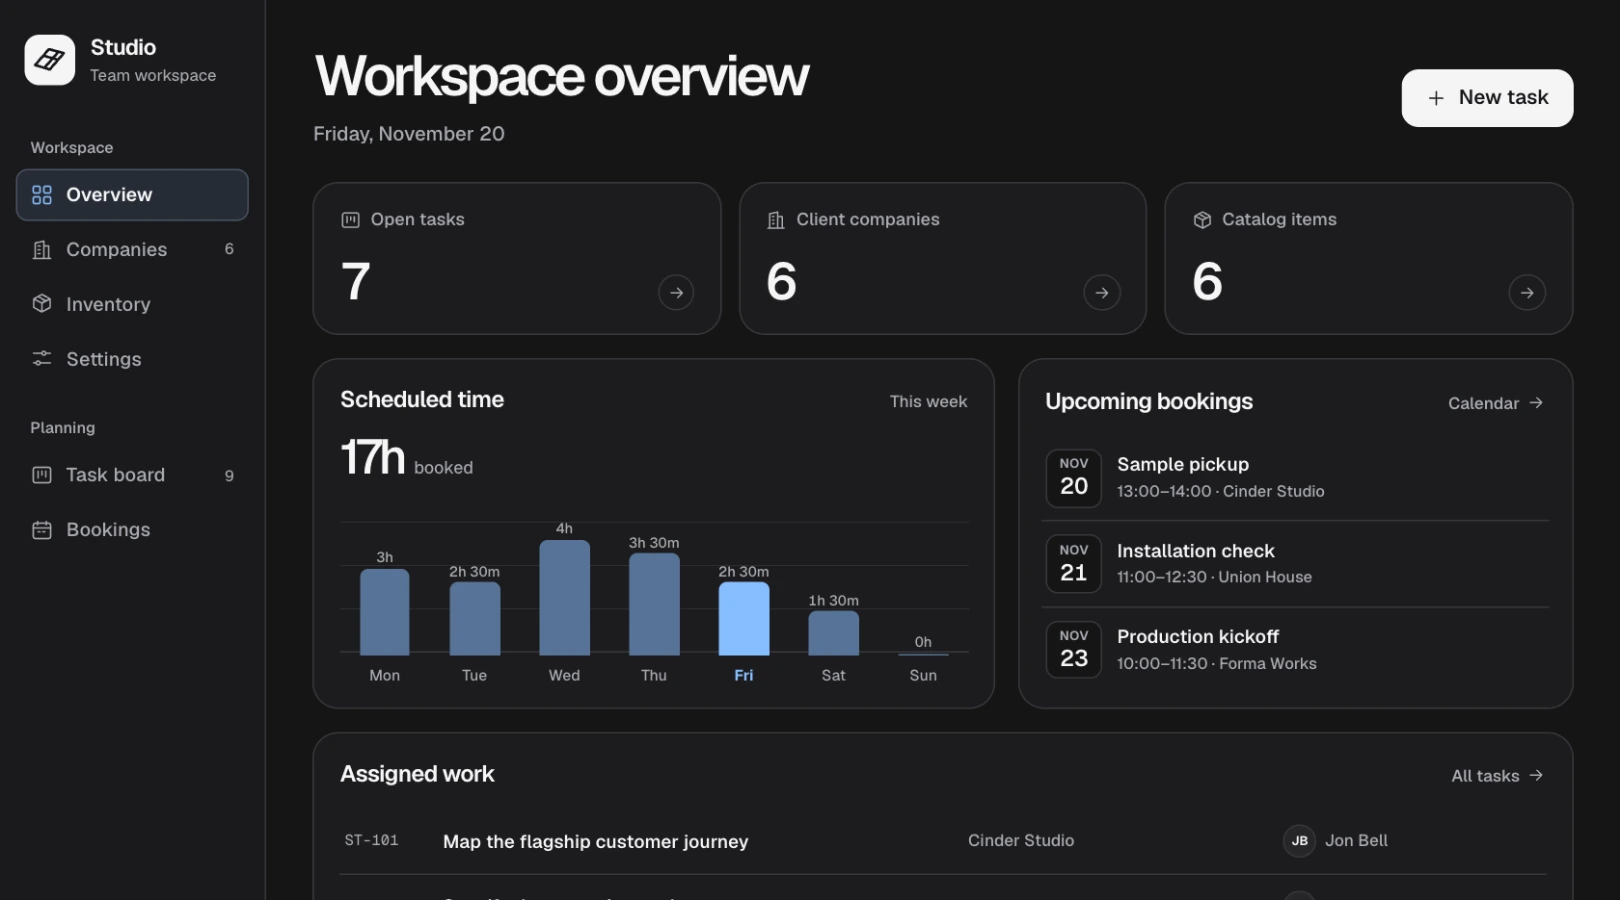 Studio
Team workspace
Workspace
Overview
Companies 6
Inventory
Settings
Planning
Task board 9
Bookings
Workspace overview
Friday, November 20
+ New task
Open tasks
7
Client companies
6
Catalog items
6
Scheduled time
This week
17h booked
3h
2h 30m
4h
3h 30m
2h 30m
1h 30m
0h
Mon
Tue
Wed
Thu
Fri
Sat
Sun
Upcoming bookings
Calendar →
NOV
20
Sample pickup
13:00–14:00 · Cinder Studio
NOV
21
Installation check
11:00–12:30 · Union House
NOV
23
Production kickoff
10:00–11:30 · Forma Works
Assigned work
All tasks →
ST-101 Map the flagship customer journey Cinder Studio JB Jon Bell